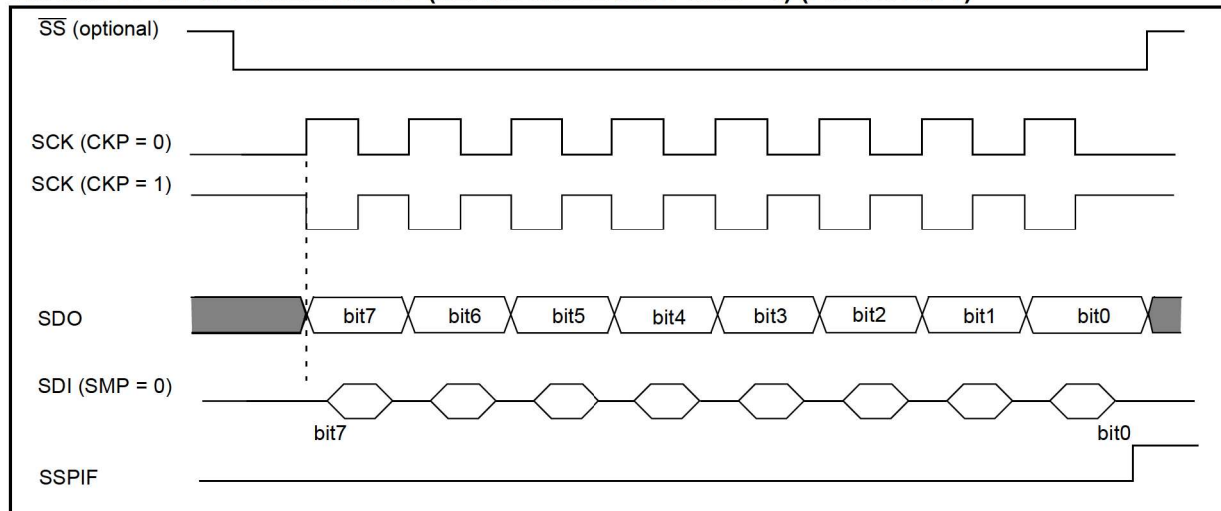 SS (optional)
SCK (CKP = 0)
SCK (CKP = 1)
SDO bit7 bit6 bit5 bit4 bit3 bit2 bit1 bit0
SDI (SMP = 0)
bit7 bit0
SSPIF